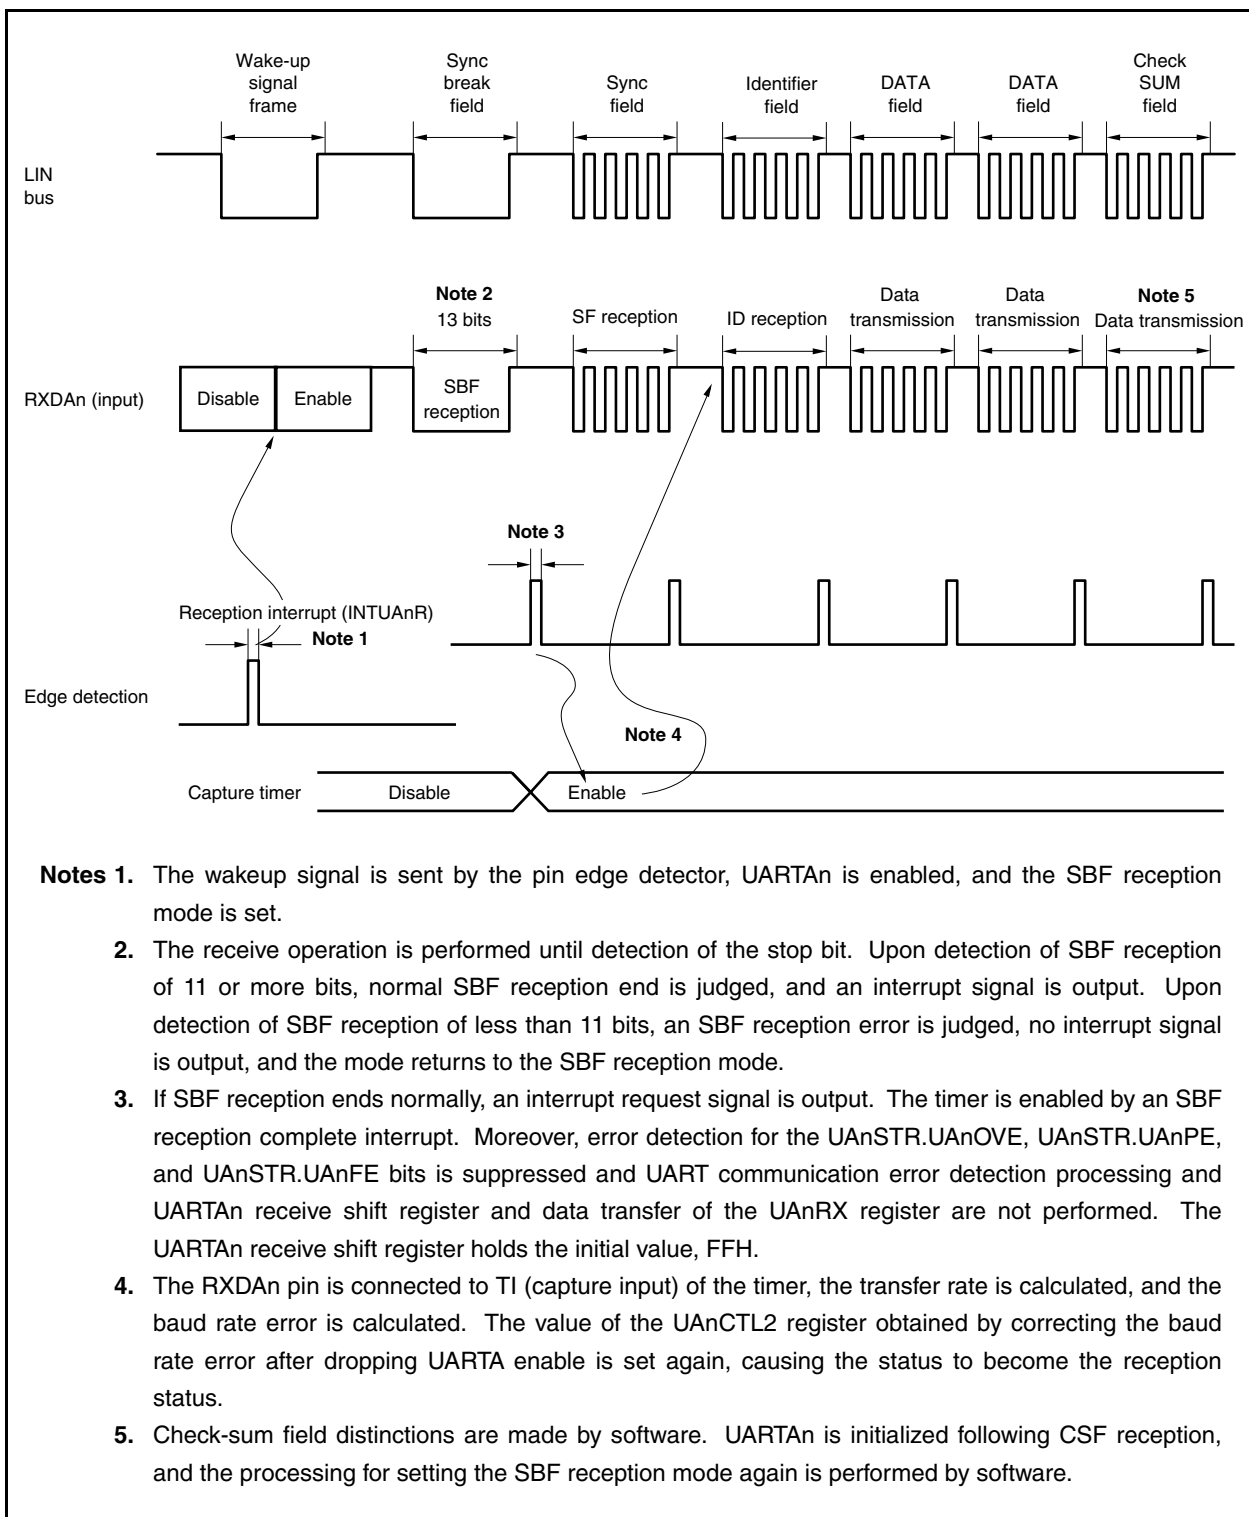 Wake-up
signal
frame
Sync
break
field
Sync
field
Identifier
field
DATA
field
DATA
field
Check
SUM
field
LIN
bus
Note 2
13 bits
SF reception
ID reception
Data
transmission
Data
transmission
Note 5
Data transmission
RXDAn (input)
Disable
Enable
SBF
reception
Note 3
Reception interrupt (INTUAnR)
Note 1
Edge detection
Note 4
Capture timer
Disable
Enable
Notes 1. The wakeup signal is sent by the pin edge detector, UARTAn is enabled, and the SBF reception
mode is set.
2. The receive operation is performed until detection of the stop bit. Upon detection of SBF reception
of 11 or more bits, normal SBF reception end is judged, and an interrupt signal is output. Upon
detection of SBF reception of less than 11 bits, an SBF reception error is judged, no interrupt signal
is output, and the mode returns to the SBF reception mode.
3. If SBF reception ends normally, an interrupt request signal is output. The timer is enabled by an SBF
reception complete interrupt. Moreover, error detection for the UAnSTR.UAnOVE, UAnSTR.UAnPE,
and UAnSTR.UAnFE bits is suppressed and UART communication error detection processing and
UARTAn receive shift register and data transfer of the UAnRX register are not performed. The
UARTAn receive shift register holds the initial value, FFH.
4. The RXDAn pin is connected to TI (capture input) of the timer, the transfer rate is calculated, and the
baud rate error is calculated. The value of the UAnCTL2 register obtained by correcting the baud
rate error after dropping UARTA enable is set again, causing the status to become the reception
status.
5. Check-sum field distinctions are made by software. UARTAn is initialized following CSF reception,
and the processing for setting the SBF reception mode again is performed by software.